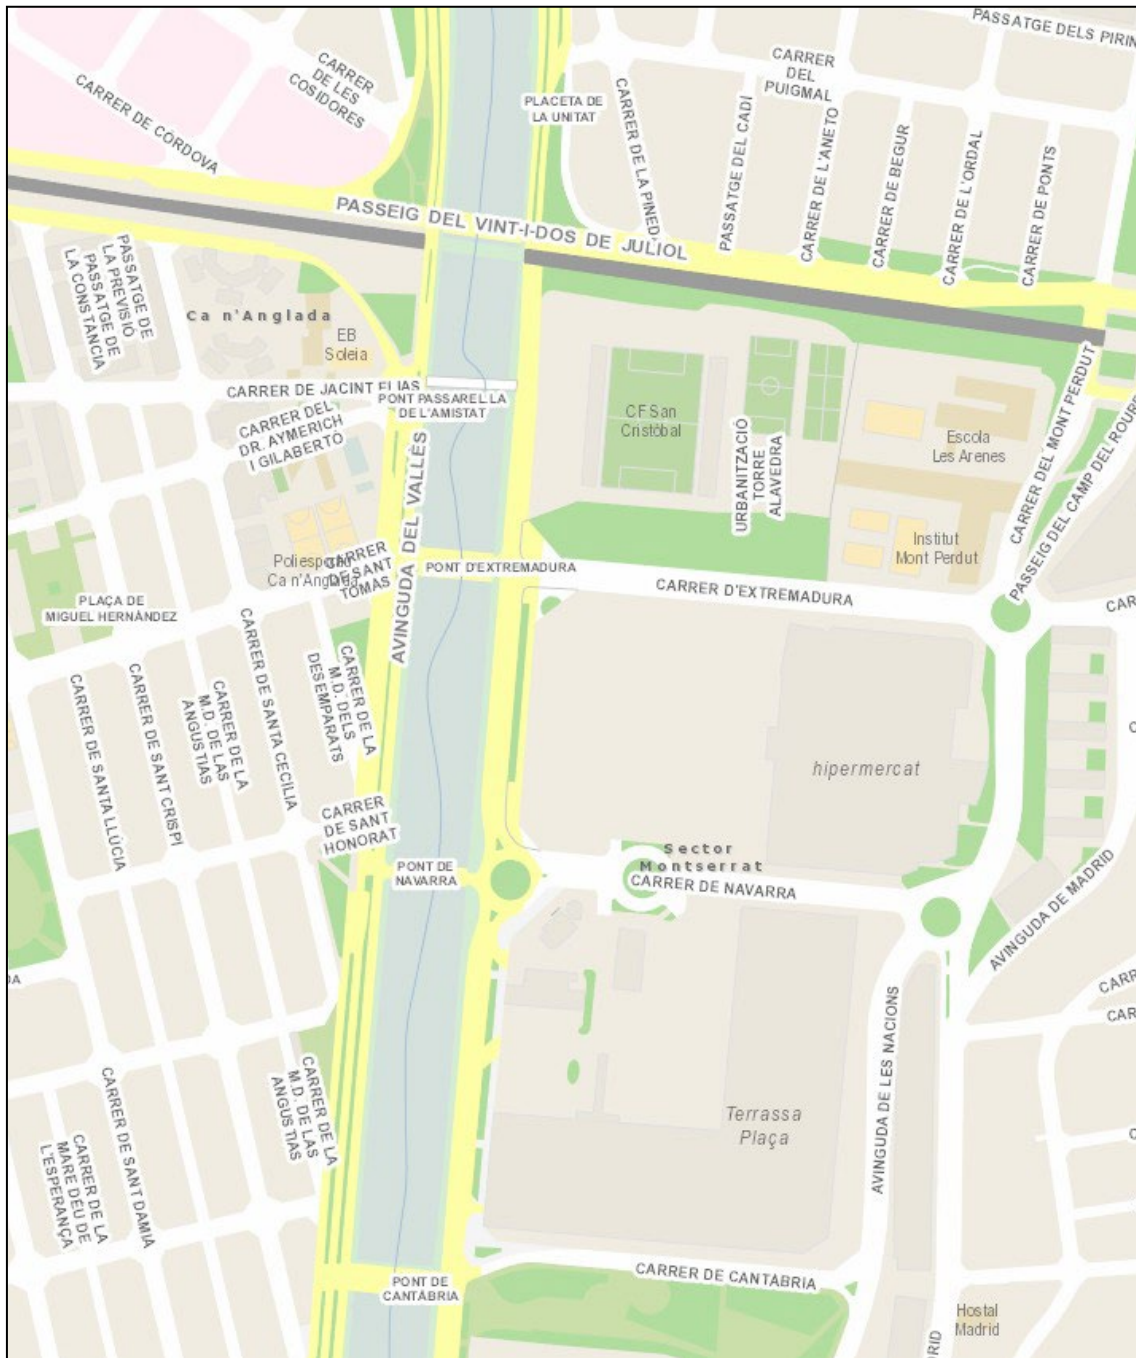 PASSATGE DELS PIRIN
CARRER
DE LES
COSIDORES
CARRER
DEL
PUIGMAL
CARRER DE CÒRDOVA
PLACETA DE
LA UNITAT
CARRER DE LA PINED
PASSATGE DEL CADI
CARRER DE L'ANETO
CARRER DE BEGUR
CARRER DE L'ORDAL
CARRER DE PONTS
PASSEIG DEL VINT-I-DOS DE JULIOL
PASSATGE DE
LA PREVISIÓ
PASSATGE DE
LA CONSTÀNCIA
Ca n'Anglada
EB
Soleia
CARRER DE JACINT ELIAS
PONT PASSAREL LA
DE L'AMISTAT
CARRER DEL
DR. AYMERICH
I GILABERTÓ
CF San
Cristóbal
URBANITZACIÓ
TORRE
ALAVEDRA
Escola
Les Arenes
CARRER DEL MONT PERDUT
PASSEIG DEL CAMP DEL ROURE
AVINGUDA DEL VALLÈS
Institut
Mont Perdut
Poliesportiu
Ca n'Anglada
CARRER
DE SANT
TOMÀS
PONT D'EXTREMADURA
CARRER D'EXTREMADURA
CAR
PLAÇA DE
MIGUEL HERNÁNDEZ
CARRER DE SANTA LLÚCIA
CARRER DE SANT CRISPÍ
CARRER DE LA
M.D. DE LAS
ANGUSTIAS
CARRER DE SANTA CECILIA
CARRER DE LA
M.D. DELS
DESEMPARATS
hipermercat
CARRER
DE SANT
HONORAT
PONT DE
NAVARRA
Sector
Montserrat
CARRER DE NAVARRA
AVINGUDA DE MADRID
DA
CARR
CAR
AVINGUDA DE LES NACIONS
CARRER DE LA
M.D. DE LAS
ANGUSTIAS
CARRER DE SANT DAMIÀ
CARRER DE LA
MARE DÉU DE
L'ESPERANÇA
Terrassa
Plaça
PONT DE
CANTÀBRIA
CARRER DE CANTÀBRIA
Hostal
Madrid
DRID